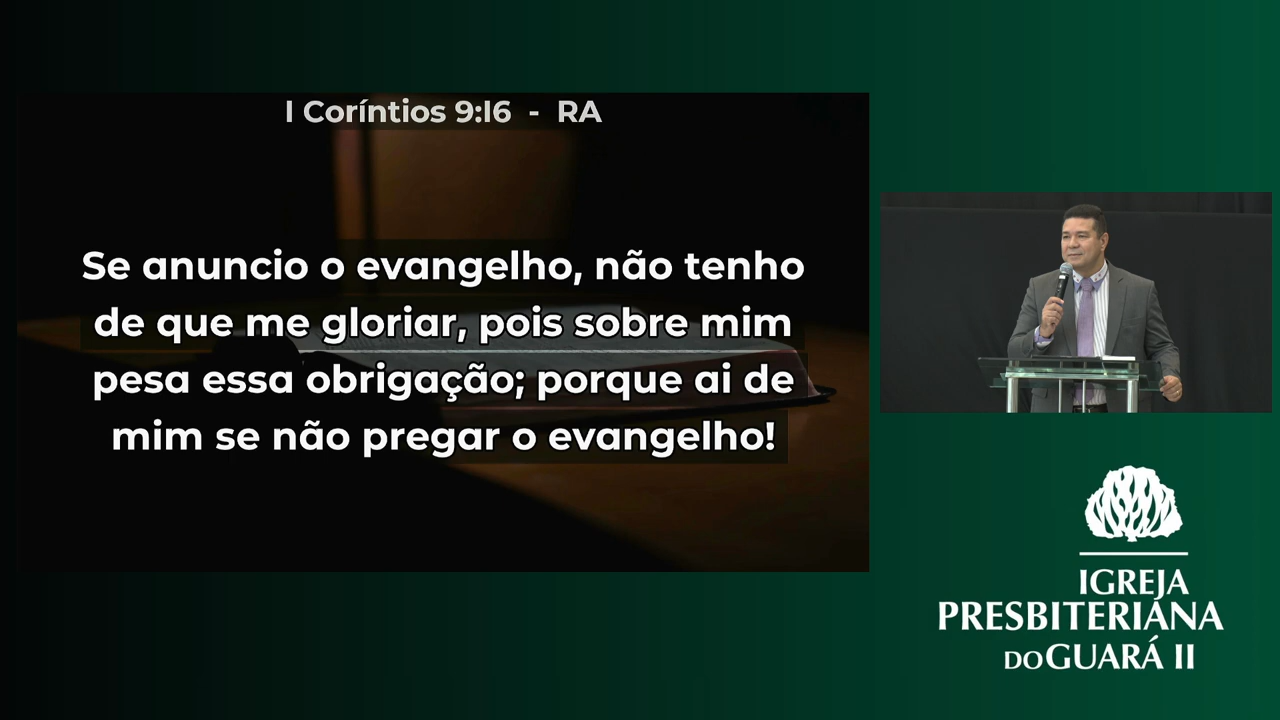 I Coríntios 9:16 - RA
Se anuncio o evangelho, não tenho
de que me gloriar, pois sobre mim
pesa essa obrigação; porque ai de
mim se não pregar o evangelho!
IGREJA
PRESBITERIANA
DO GUARÁ II